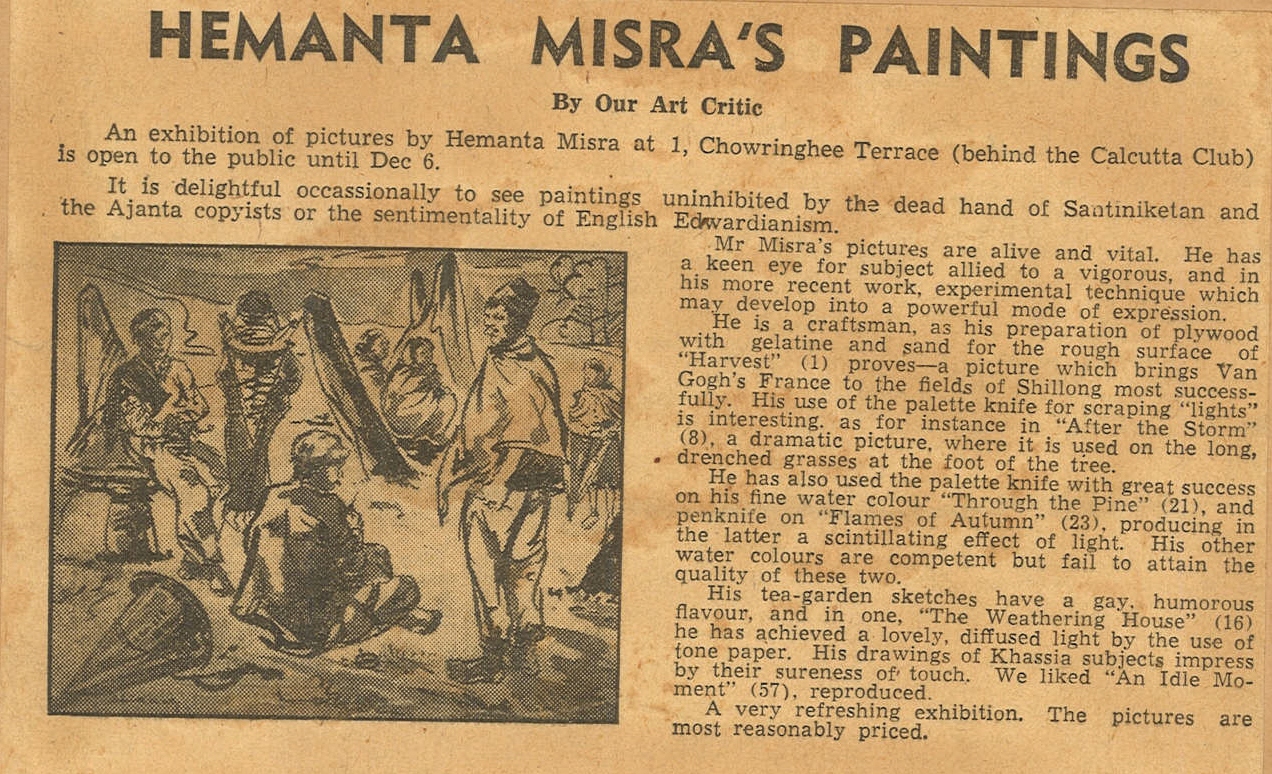 HEMANTA MISRA'S PAINTINGS
By Our Art Critic
An exhibition of pictures by Hemanta Misra at 1, Chowringhee Terrace (behind the Calcutta Club)
is open to the public until Dec 6.
It is delightful occassionally to see paintings uninhibited by the dead hand of Santiniketan and
the Ajanta copyists or the sentimentality of English Edwardianism.
Mr Misra's pictures are alive and vital. He has
a keen eye for subject allied to a vigorous, and in
his more recent work, experimental technique which
may develop into a powerful mode of expression.
He is a craftsman, as his preparation of plywood
with gelatine and sand for the rough surface of
"Harvest" (1) proves—a picture which brings Van
Gogh's France to the fields of Shillong most success-
fully. His use of the palette knife for scraping "lights"
is interesting. as for instance in "After the Storm"
(8), a dramatic picture, where it is used on the long,
drenched grasses at the foot of the tree.
He has also used the palette knife with great success
on his fine water colour "Through the Pine" (21), and
penknife on "Flames of Autumn" (23), producing in
the latter a scintillating effect of light. His other
water colours are competent but fail to attain the
quality of these two.
His tea-garden sketches have a gay, humorous
flavour, and in one, "The Weathering House" (16)
he has achieved a lovely, diffused light by the use of
tone paper. His drawings of Khassia subjects impress
by their sureness of touch. We liked "An Idle Mo-
ment" (57), reproduced.
A very refreshing exhibition. The pictures are
most reasonably priced.